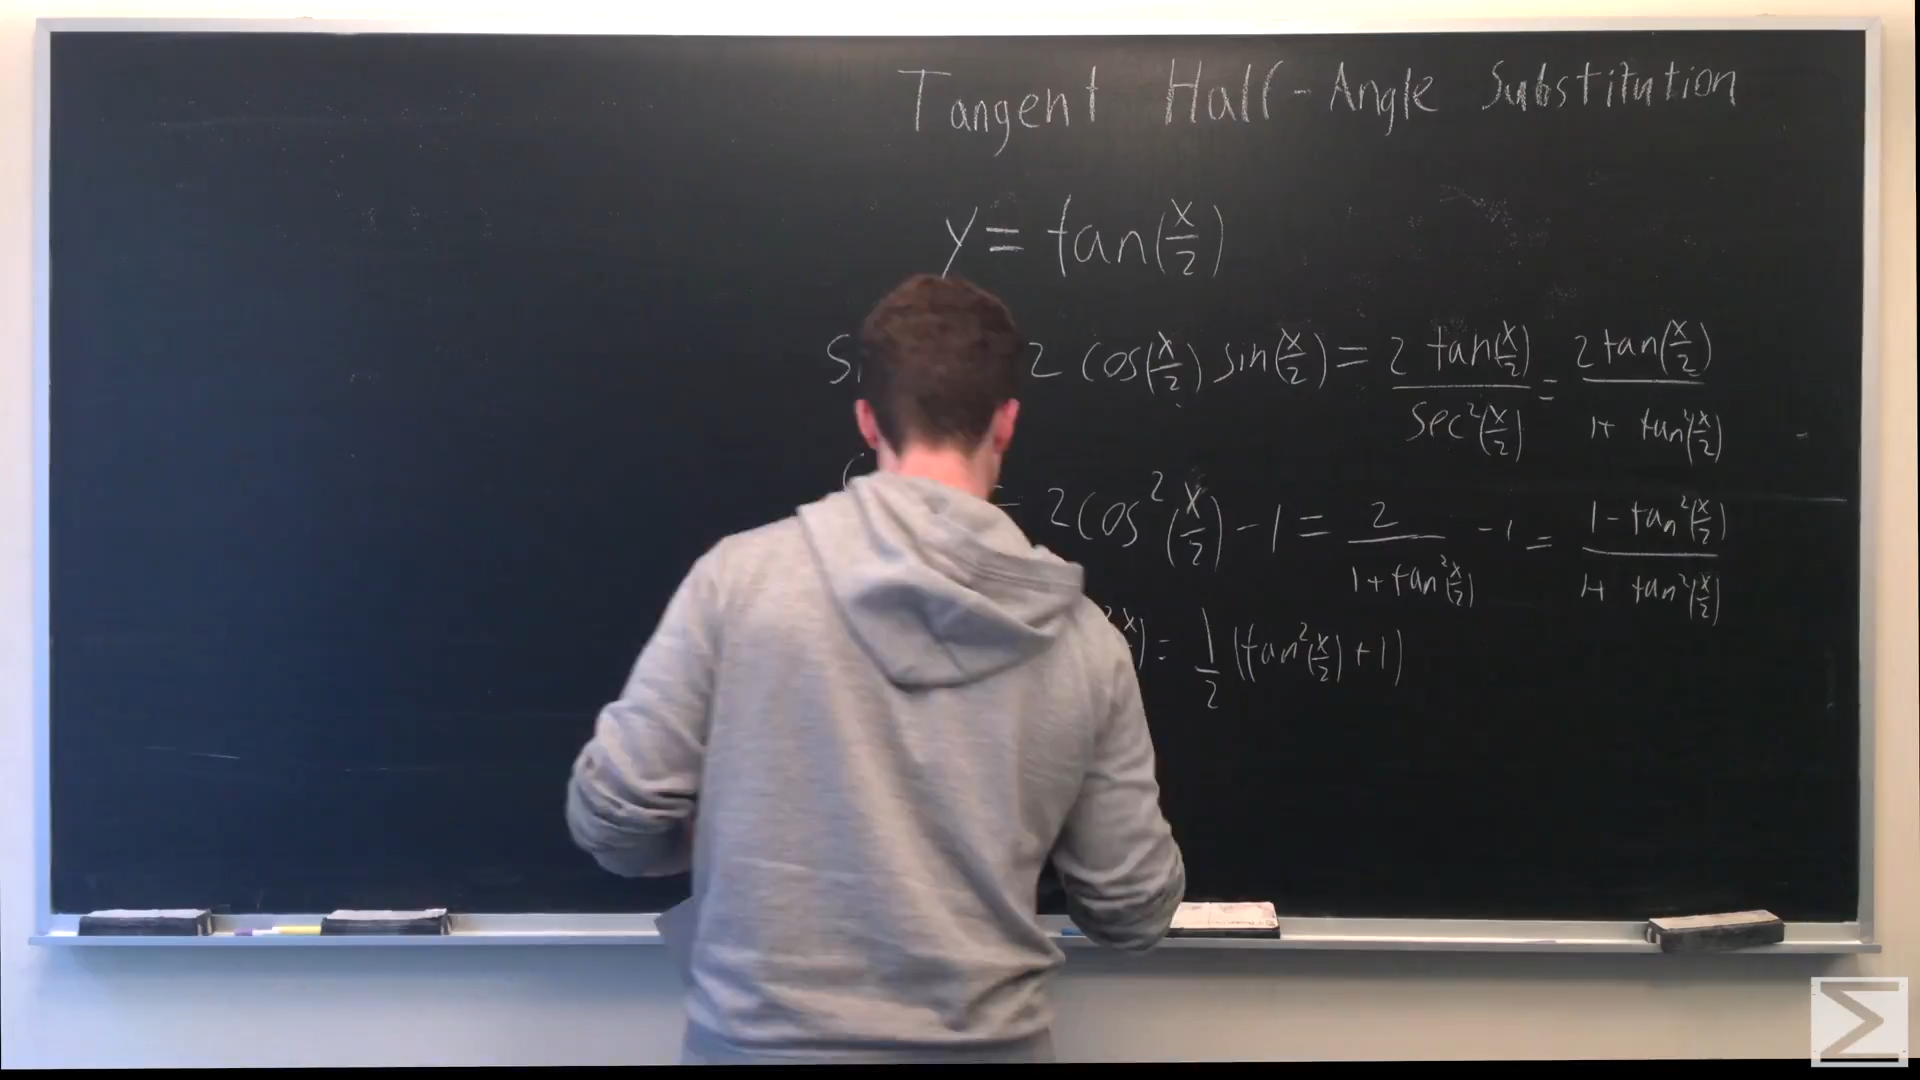 Tangent Half-Angle Substitution
y = tan(x/2)
2 cos(x/2) sin(x/2) = 2 tan(x/2) / sec²(x/2) = 2 tan(x/2) / 1 + tan²(x/2)
= 2 cos²(x/2) - 1 = 2 / 1 + tan²(x/2) - 1 = 1 - tan²(x/2) / 1 + tan²(x/2)
= 1/2 (tan²(x/2) + 1)
Σ